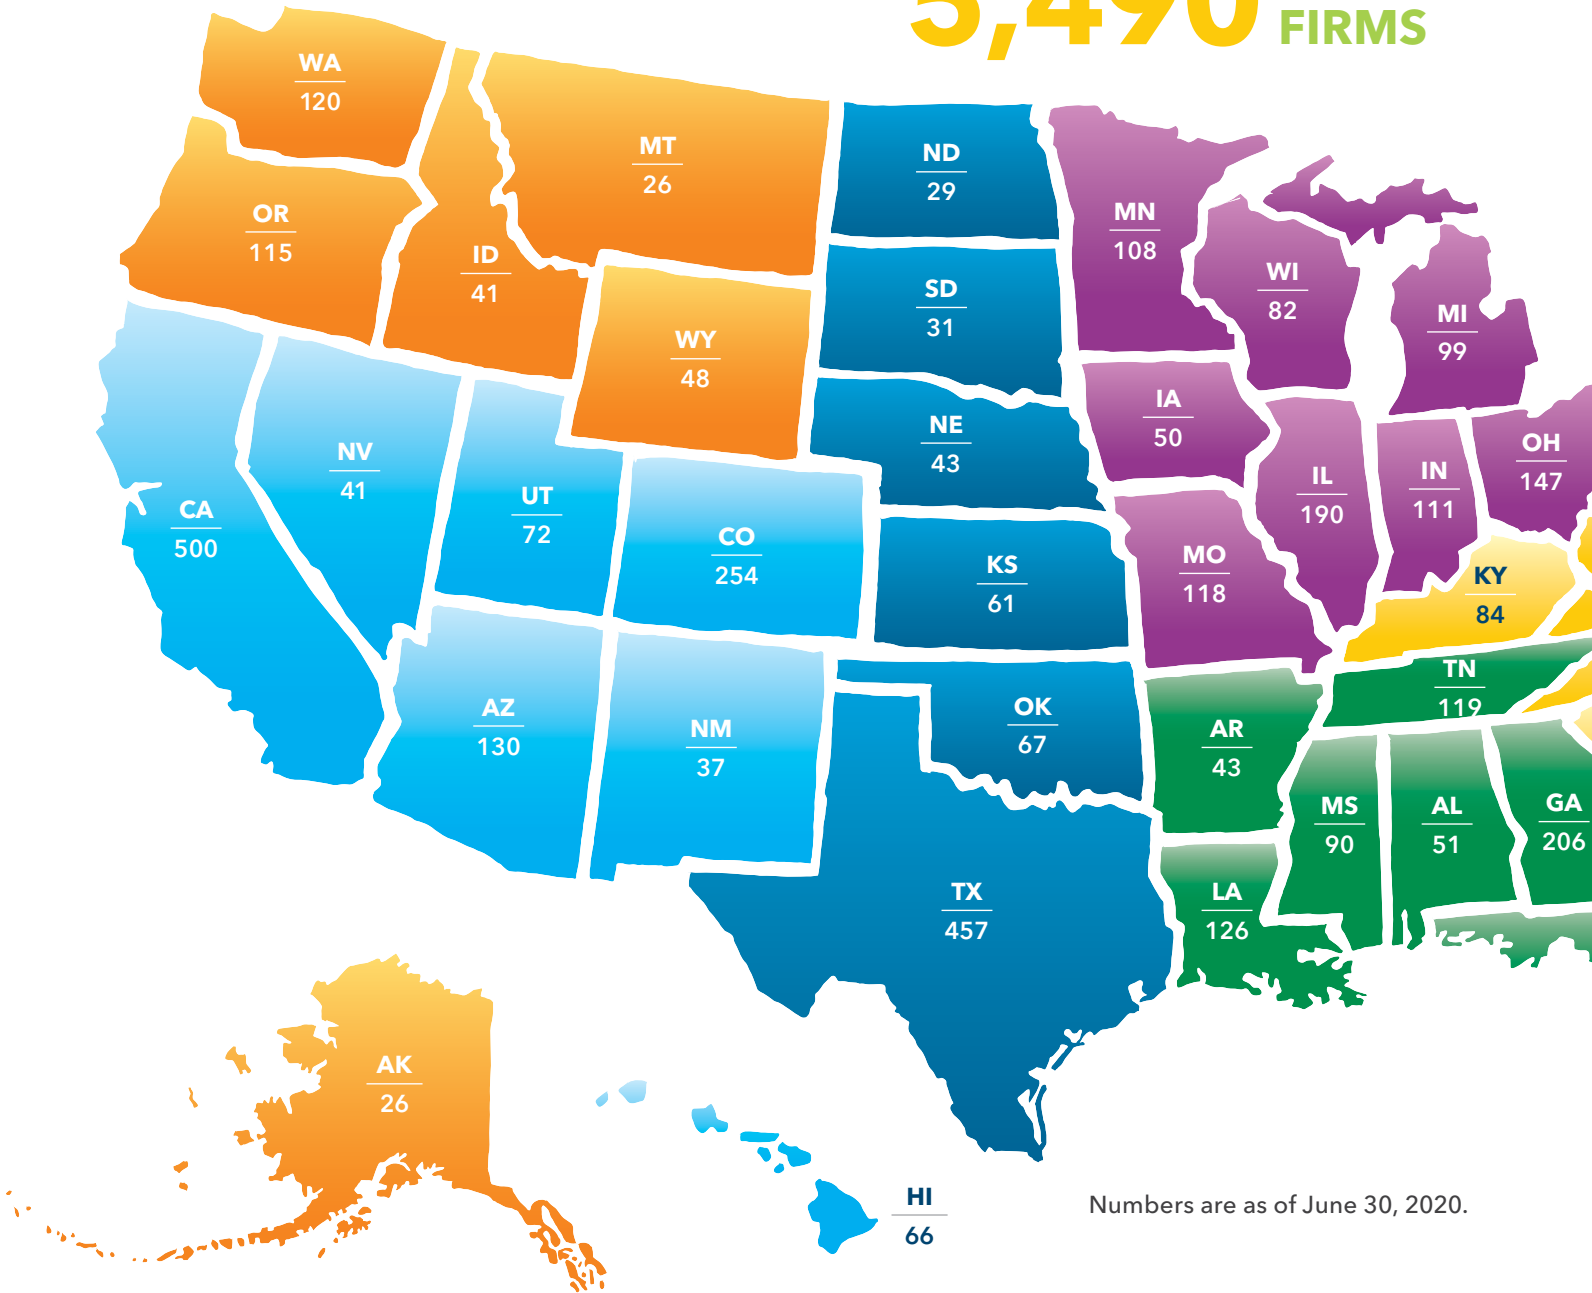 5,490 FIRMS
WA
120
MT
26
ND
29
OR
115
MN
108
ID
41
WI
82
SD
31
MI
99
WY
48
IA
50
NE
43
NV
41
OH
147
IL
190
IN
111
UT
72
CA
500
CO
254
MO
118
KS
61
KY
84
TN
119
AZ
130
NM
37
OK
67
AR
43
MS
90
AL
51
GA
206
TX
457
LA
126
AK
26
HI
66
Numbers are as of June 30, 2020.